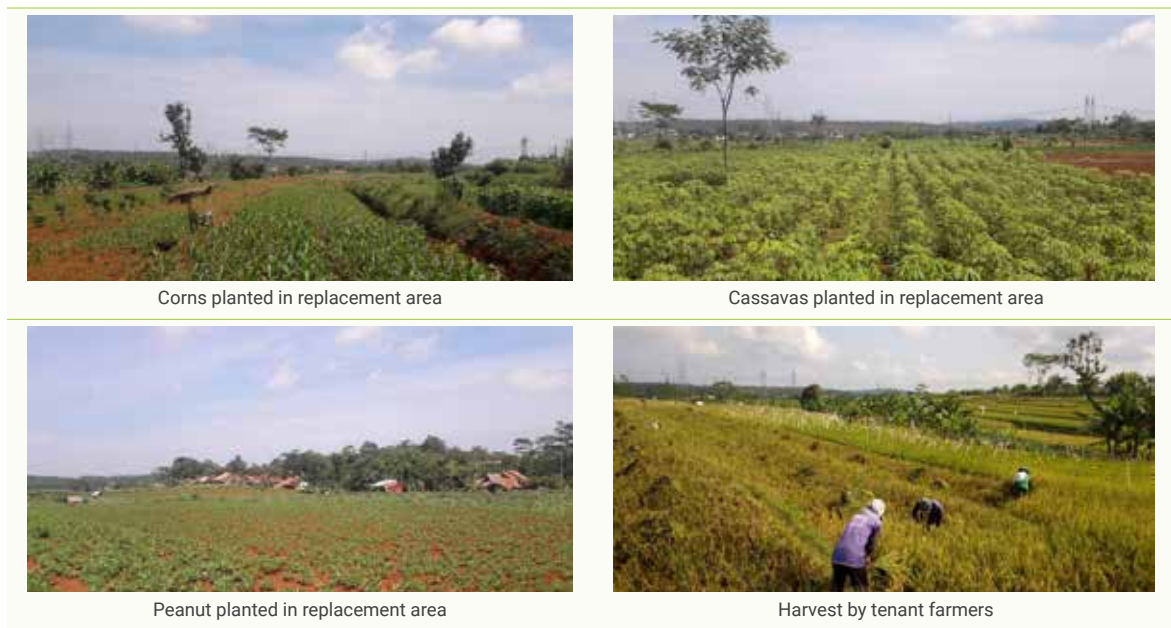 Corns planted in replacement area
Cassavas planted in replacement area
Peanut planted in replacement area
Harvest by tenant farmers